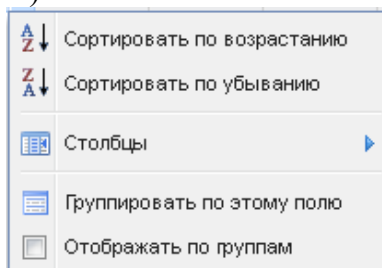 Сортировать по возрастанию
Сортировать по убыванию
Столбцы
Группировать по этому полю
Отображать по группам